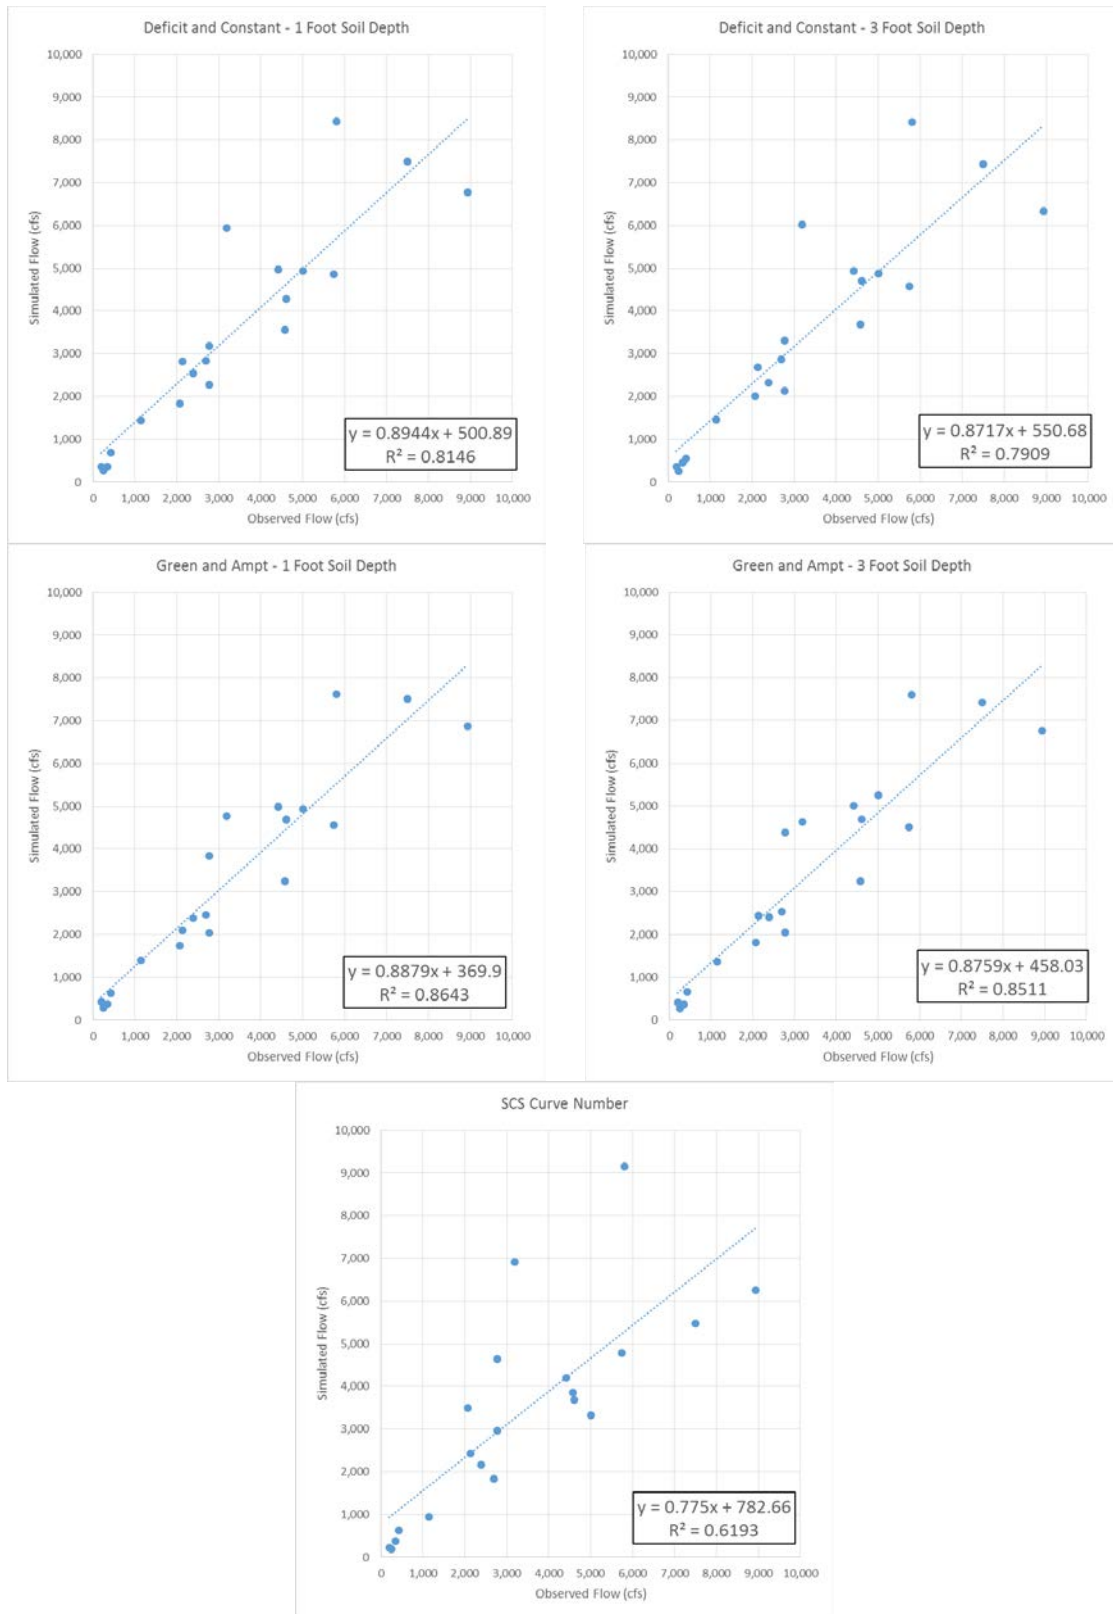 Deficit and Constant - 1 Foot Soil Depth
10,000
9,000
8,000
7,000
6,000
5,000
4,000
3,000
2,000
1,000
0
Simulated Flow (cfs)
y = 0.8944x + 500.89
R² = 0.8146
0 1,000 2,000 3,000 4,000 5,000 6,000 7,000 8,000 9,000 10,000
Observed Flow (cfs)
Deficit and Constant - 3 Foot Soil Depth
10,000
9,000
8,000
7,000
6,000
5,000
4,000
3,000
2,000
1,000
0
Simulated Flow (cfs)
y = 0.8717x + 550.68
R² = 0.7909
0 1,000 2,000 3,000 4,000 5,000 6,000 7,000 8,000 9,000 10,000
Observed Flow (cfs)
Green and Ampt - 1 Foot Soil Depth
10,000
9,000
8,000
7,000
6,000
5,000
4,000
3,000
2,000
1,000
0
Simulated Flow (cfs)
y = 0.8879x + 369.9
R² = 0.8643
0 1,000 2,000 3,000 4,000 5,000 6,000 7,000 8,000 9,000 10,000
Observed Flow (cfs)
Green and Ampt - 3 Foot Soil Depth
10,000
9,000
8,000
7,000
6,000
5,000
4,000
3,000
2,000
1,000
0
Simulated Flow (cfs)
y = 0.8759x + 458.03
R² = 0.8511
0 1,000 2,000 3,000 4,000 5,000 6,000 7,000 8,000 9,000 10,000
Observed Flow (cfs)
SCS Curve Number
10,000
9,000
8,000
7,000
6,000
5,000
4,000
3,000
2,000
1,000
0
Simulated Flow (cfs)
y = 0.775x + 782.66
R² = 0.6193
0 1,000 2,000 3,000 4,000 5,000 6,000 7,000 8,000 9,000 10,000
Observed Flow (cfs)